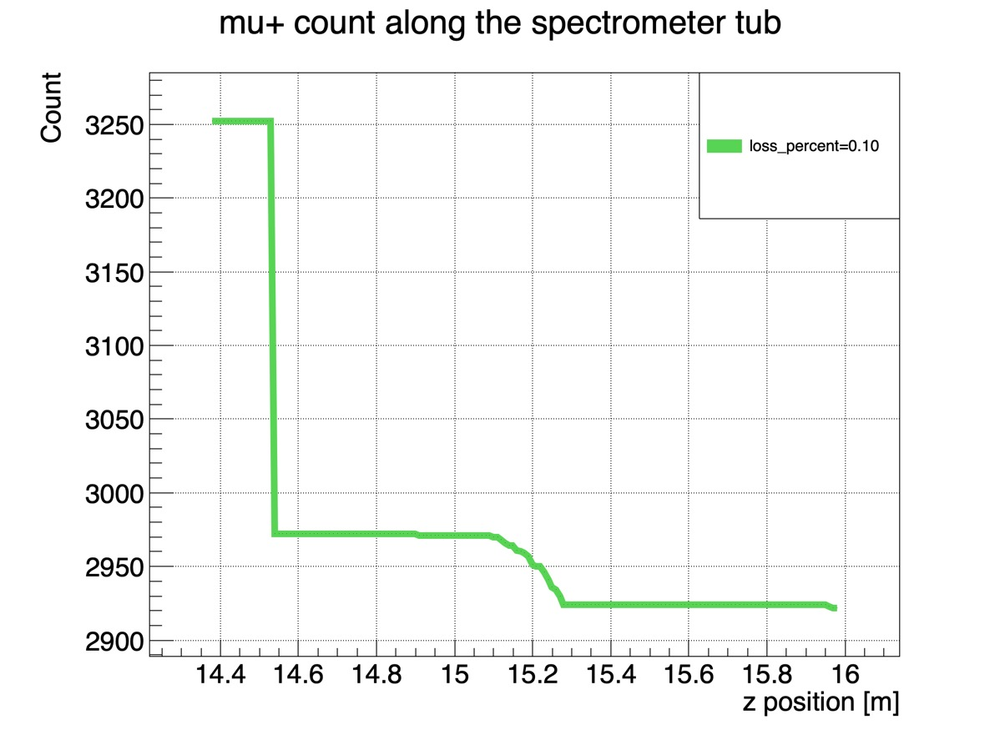 mu+ count along the spectrometer tub
Count
3250
3200
3150
3100
3050
3000
2950
2900
loss_percent=0.10
14.4 14.6 14.8 15 15.2 15.4 15.6 15.8 16
z position [m]